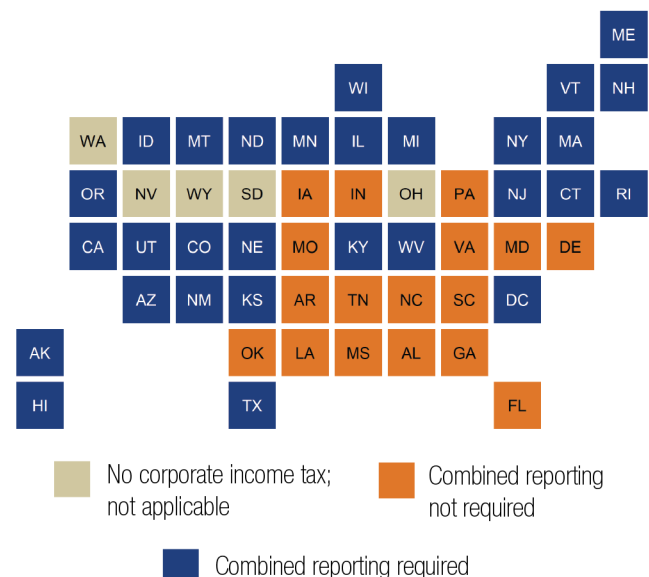 ME
WI VT NH
WA ID MT ND MN IL MI NY MA
OR NV WY SD IA IN OH PA NJ CT RI
CA UT CO NE MO KY WV VA MD DE
AZ NM KS AR TN NC SC DC
AK OK LA MS AL GA
HI TX FL
No corporate income tax;
not applicable
Combined reporting
not required
Combined reporting required